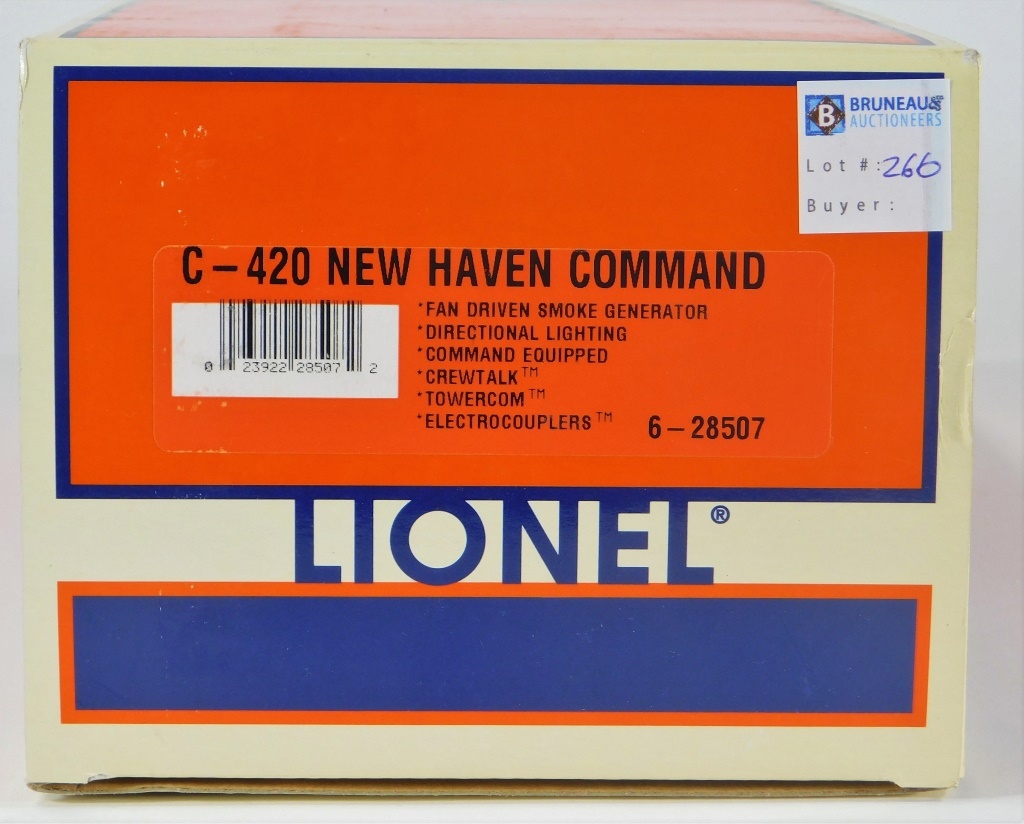 BRUNEAU & CO
AUCTIONEERS
Lot #: 266
Buyer:
C-420 NEW HAVEN COMMAND
*FAN DRIVEN SMOKE GENERATOR
*DIRECTIONAL LIGHTING
*COMMAND EQUIPPED
*CREWTALK™
*TOWERCOM™
*ELECTROCOUPLERS™ 6-28507
0 23922 28507 2
LIONEL®